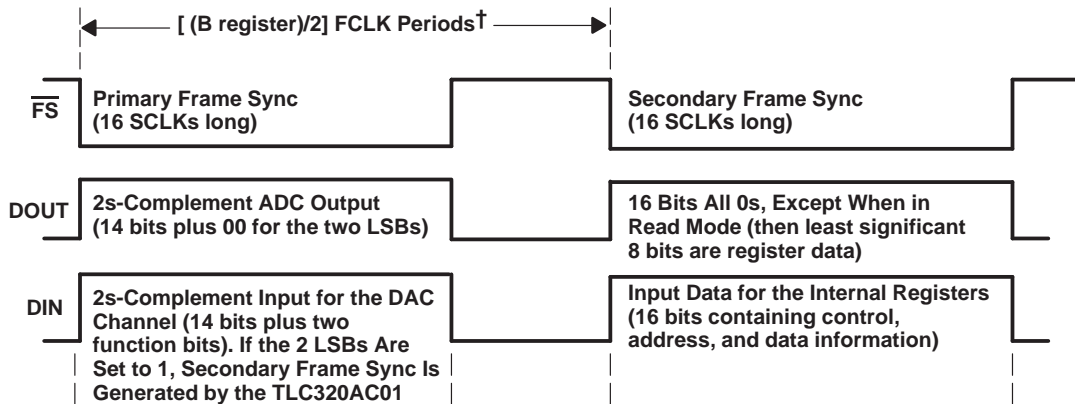 [ (B register)/2] FCLK Periods†
FS
Primary Frame Sync
(16 SCLKs long)
Secondary Frame Sync
(16 SCLKs long)
DOUT
2s-Complement ADC Output
(14 bits plus 00 for the two LSBs)
16 Bits All 0s, Except When in
Read Mode (then least significant
8 bits are register data)
DIN
2s-Complement Input for the DAC
Channel (14 bits plus two
function bits). If the 2 LSBs Are
Set to 1, Secondary Frame Sync Is
Generated by the TLC320AC01
Input Data for the Internal Registers
(16 bits containing control,
address, and data information)